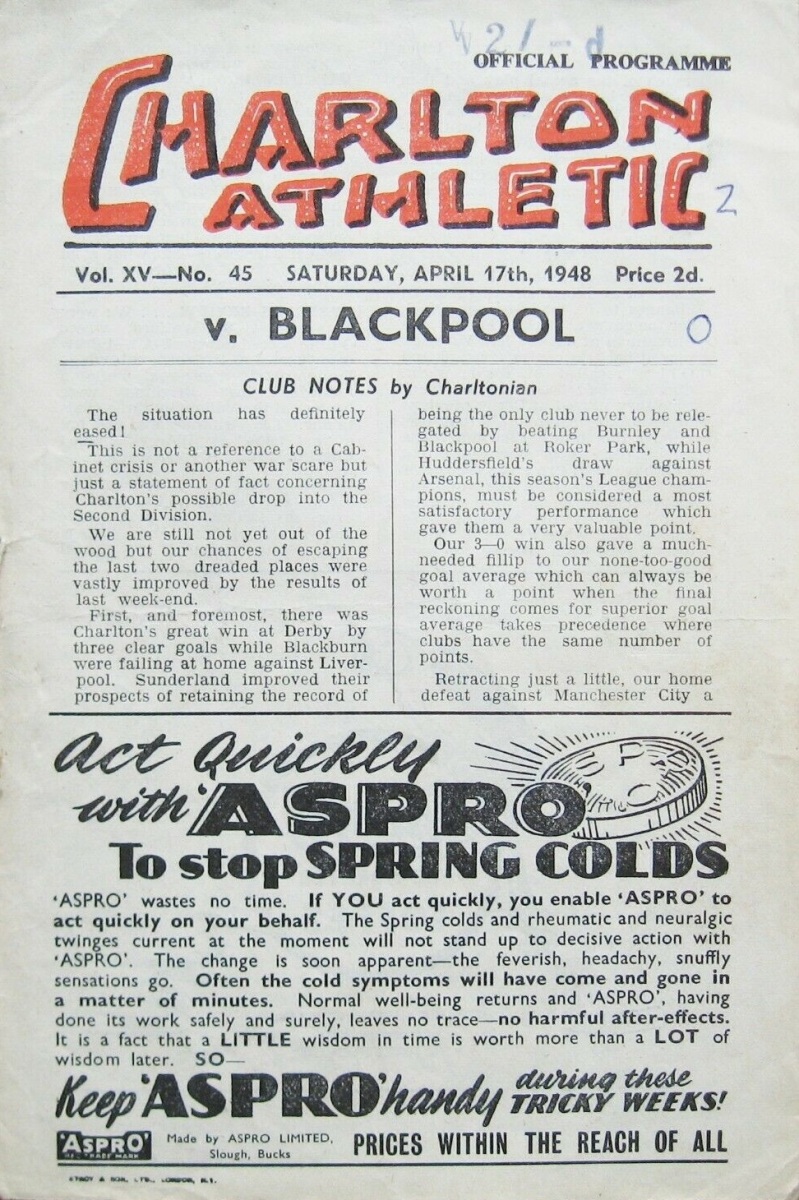 2/-d
OFFICIAL PROGRAMME
CHARLTON
ATHLETIC
2
Vol. XV—No. 45 SATURDAY, APRIL 17th, 1948 Price 2d.
v. BLACKPOOL
0
CLUB NOTES by Charltonian
The situation has definitely
eased!
This is not a reference to a Cab-
inet crisis or another war scare but
just a statement of fact concerning
Charlton's possible drop into the
Second Division.
We are still not yet out of the
wood but our chances of escaping
the last two dreaded places were
vastly improved by the results of
last week-end.
First, and foremost, there was
Charlton's great win at Derby by
three clear goals while Blackburn
were failing at home against Liver-
pool. Sunderland improved their
prospects of retaining the record of
being the only club never to be rele-
gated by beating Burnley and
Blackpool at Roker Park, while
Huddersfield's draw against
Arsenal, this season's League cham-
pions, must be considered a most
satisfactory performance which
gave them a very valuable point.
Our 3—0 win also gave a much-
needed fillip to our none-too-good
goal average which can always be
worth a point when the final
reckoning comes for superior goal
average takes precedence where
clubs have the same number of
points.
Retracting just a little, our home
defeat against Manchester City a
Act Quickly
with 'ASPRO
To stop SPRING COLDS
'ASPRO' wastes no time. If YOU act quickly, you enable 'ASPRO' to
act quickly on your behalf. The Spring colds and rheumatic and neuralgic
twinges current at the moment will not stand up to decisive action with
'ASPRO'. The change is soon apparent—the feverish, headachy, snuffly
sensations go. Often the cold symptoms will have come and gone in
a matter of minutes. Normal well-being returns and 'ASPRO', having
done its work safely and surely, leaves no trace—no harmful after-effects.
It is a fact that a LITTLE wisdom in time is worth more than a LOT of
wisdom later. SO—
Keep 'ASPRO' handy during these
TRICKY WEEKS!
'ASPRO' Made by ASPRO LIMITED,
Slough, Bucks
PRICES WITHIN THE REACH OF ALL
& SON, LTD., LONDON, N.1.